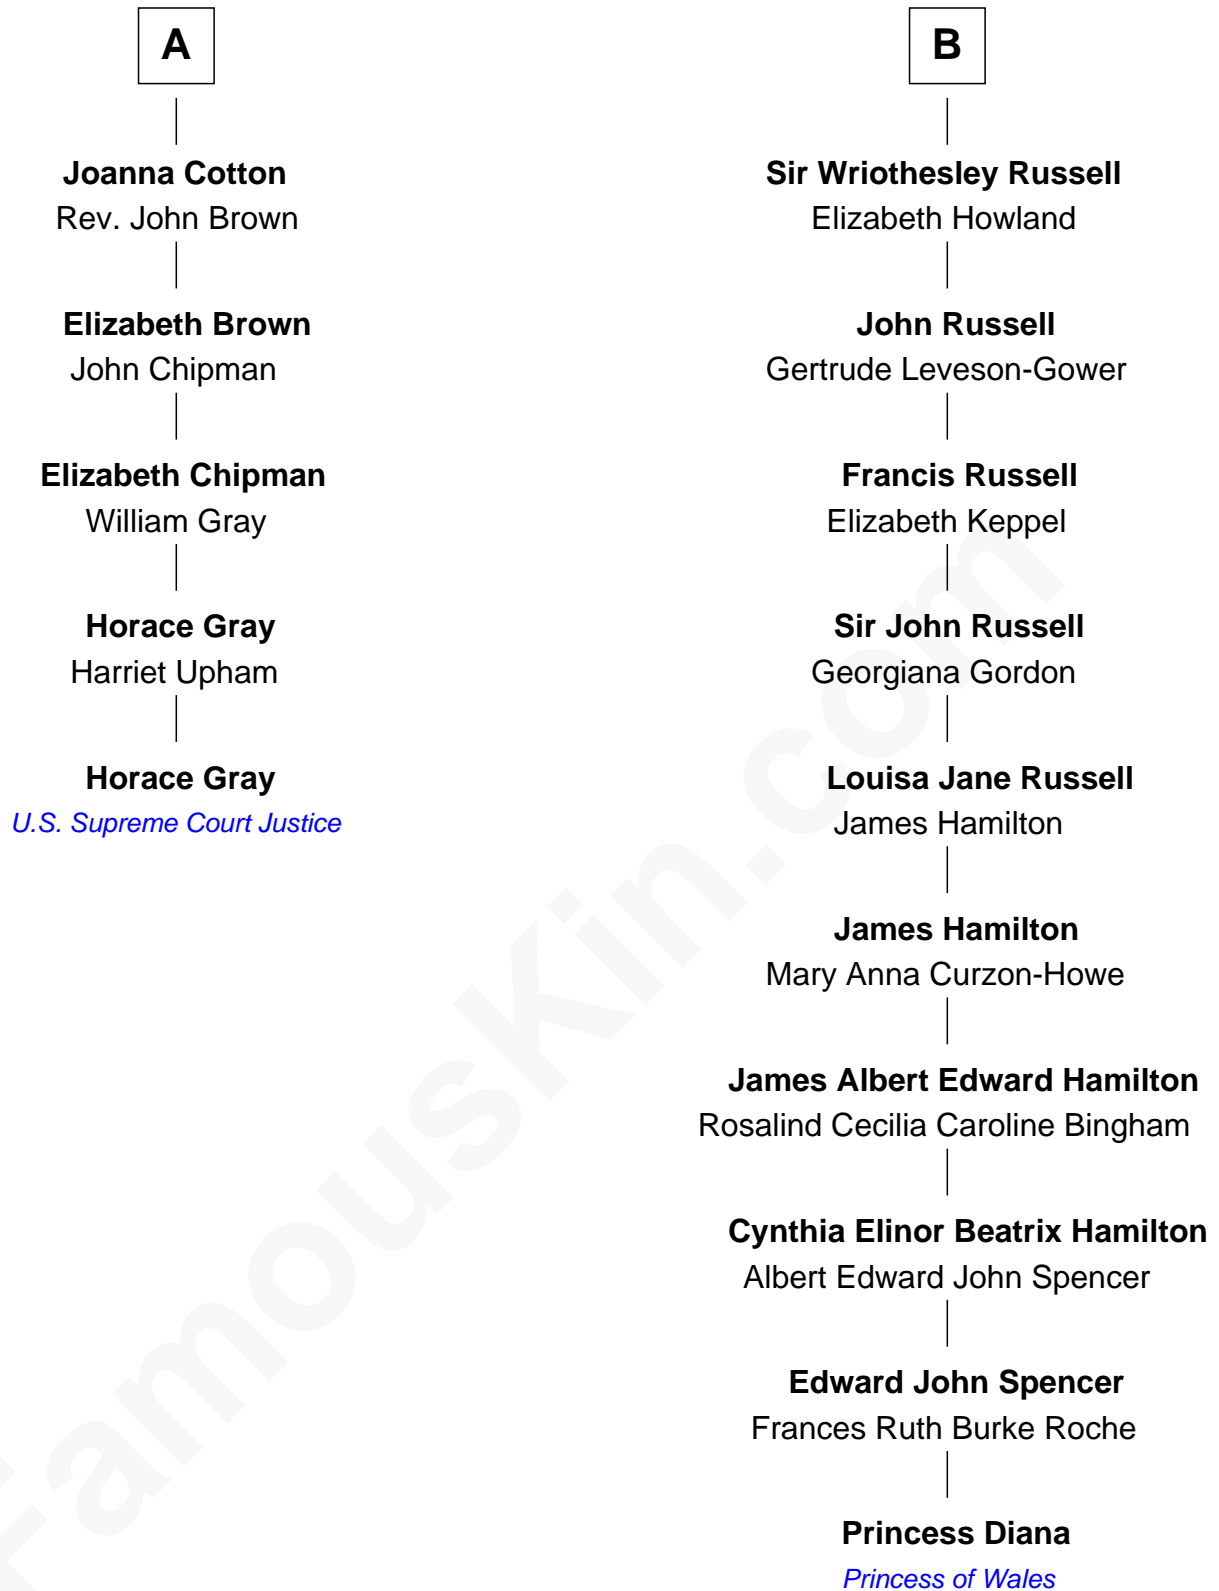 A
Joanna Cotton
Rev. John Brown
Elizabeth Brown
John Chipman
Elizabeth Chipman
William Gray
Horace Gray
Harriet Upham
Horace Gray
U.S. Supreme Court Justice
B
Sir Wriothesley Russell
Elizabeth Howland
John Russell
Gertrude Leveson-Gower
Francis Russell
Elizabeth Keppel
Sir John Russell
Georgiana Gordon
Louisa Jane Russell
James Hamilton
James Hamilton
Mary Anna Curzon-Howe
James Albert Edward Hamilton
Rosalind Cecilia Caroline Bingham
Cynthia Elinor Beatrix Hamilton
Albert Edward John Spencer
Edward John Spencer
Frances Ruth Burke Roche
Princess Diana
Princess of Wales
FamousKin.com